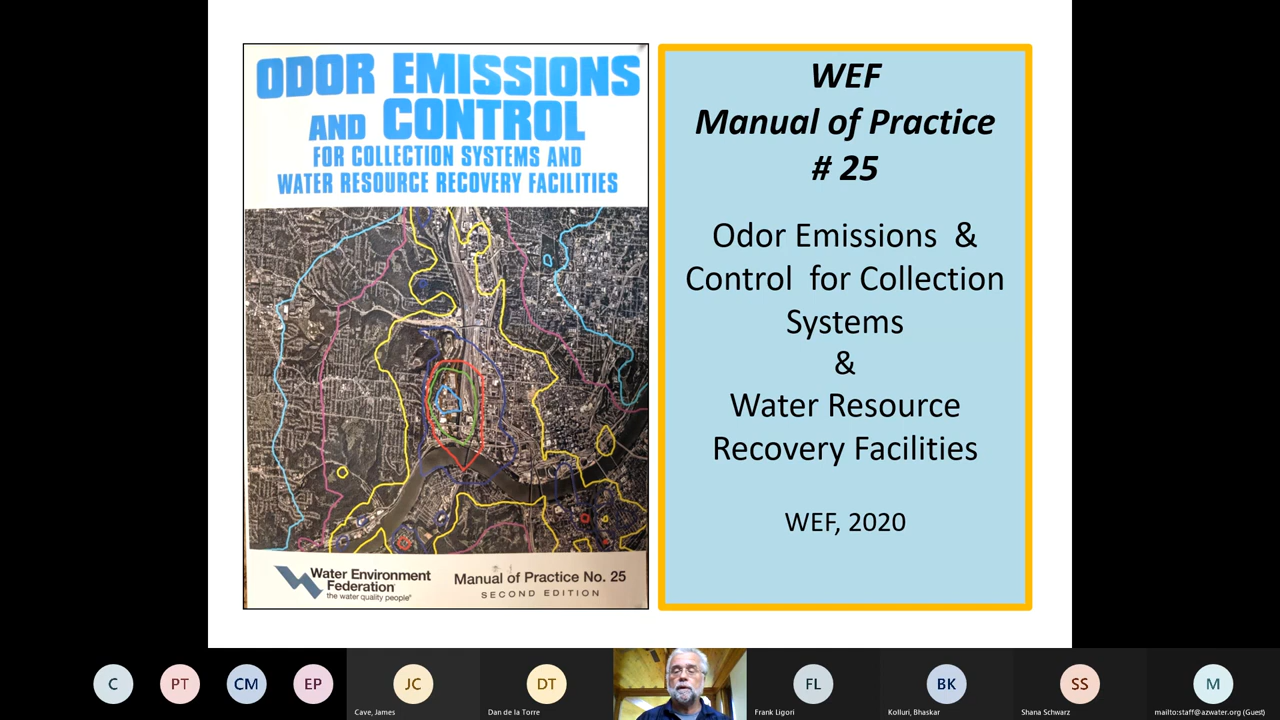 ODOR EMISSIONS
AND CONTROL
FOR COLLECTION SYSTEMS AND
WATER RESOURCE RECOVERY FACILITIES
Water Environment
Federation
the water quality people
Manual of Practice No. 25
SECOND EDITION
WEF
Manual of Practice
# 25
Odor Emissions &
Control for Collection
Systems
&
Water Resource
Recovery Facilities
WEF, 2020
C
PT
CM
EP
JC
Cave, James
DT
Dan de la Torre
FL
Frank Ligori
BK
Kolluri, Bhaskar
SS
Shana Schwarz
M
mailto:staff@azwater.org (Guest)